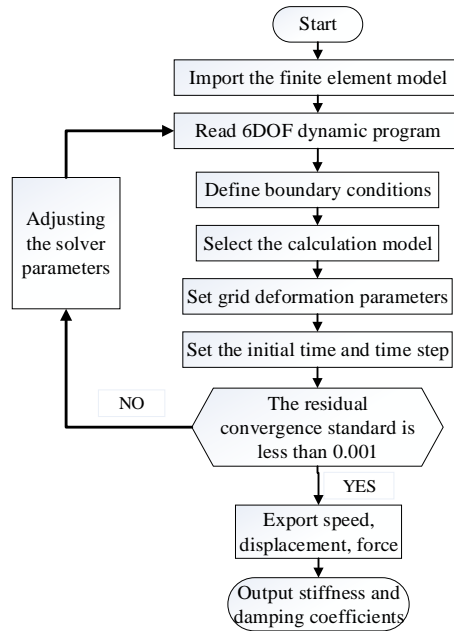 Start
Import the finite element model
Read 6DOF dynamic program
Define boundary conditions
Adjusting
the solver
parameters
Select the calculation model
Set grid deformation parameters
Set the initial time and time step
NO
The residual
convergence standard is
less than 0.001
YES
Export speed,
displacement, force
Output stiffness and
damping coefficients